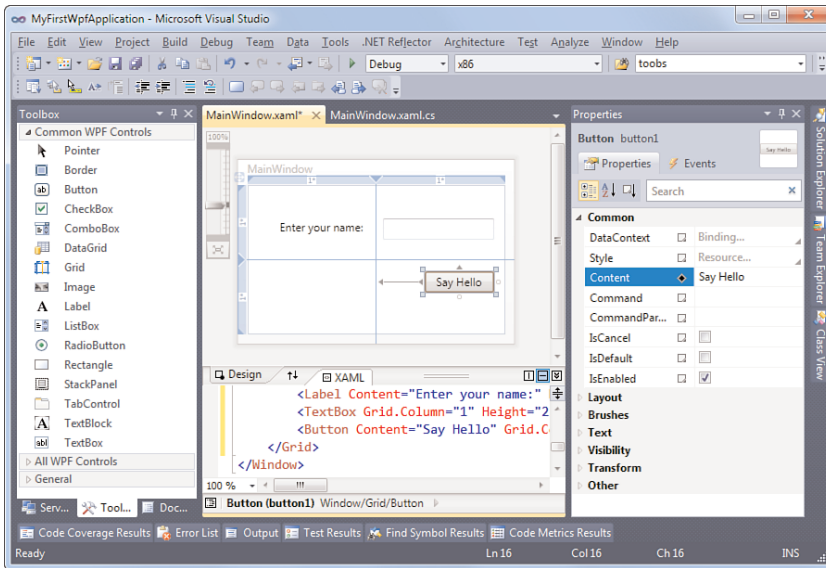 MyFirstWpfApplication - Microsoft Visual Studio
File Edit View Project Build Debug Team Data Tools .NET Reflector Architecture Test Analyze Window Help
Debug x86 toobs
Toolbox
Common WPF Controls
Pointer
Border
Button
CheckBox
ComboBox
DataGrid
Grid
Image
Label
ListBox
RadioButton
Rectangle
StackPanel
TabControl
TextBlock
TextBox
All WPF Controls
General
Serv... Tool... Doc...
MainWindow.xaml* MainWindow.xaml.cs
100%
MainWindow
1* 1*
Enter your name:
Say Hello
Design XAML
<Label Content="Enter your name:"
<TextBox Grid.Column="1" Height="2
<Button Content="Say Hello" Grid.C
</Grid>
</Window>
100 %
Button (button1) Window/Grid/Button
Properties
Button button1
Say Hello
Properties Events
Search
Common
DataContext Binding...
Style Resource...
Content Say Hello
Command
CommandPar...
IsCancel
IsDefault
IsEnabled
Layout
Brushes
Text
Visibility
Transform
Other
Solution Explorer
Team Explorer
Class View
Code Coverage Results Error List Output Test Results Find Symbol Results Code Metrics Results
Ready Ln 16 Col 16 Ch 16 INS